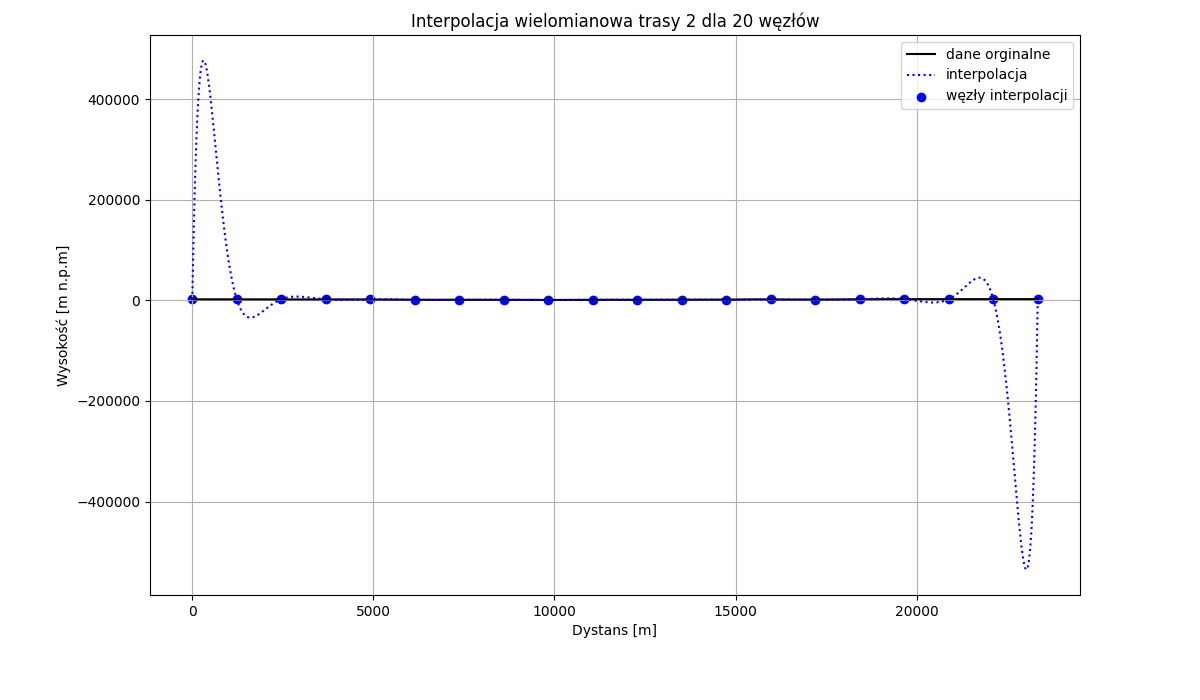 Interpolacja wielomianowa trasy 2 dla 20 węzłów
dane orginalne
interpolacja
węzły interpolacji
400000
200000
0
−200000
−400000
Wysokość [m n.p.m]
0 5000 10000 15000 20000
Dystans [m]